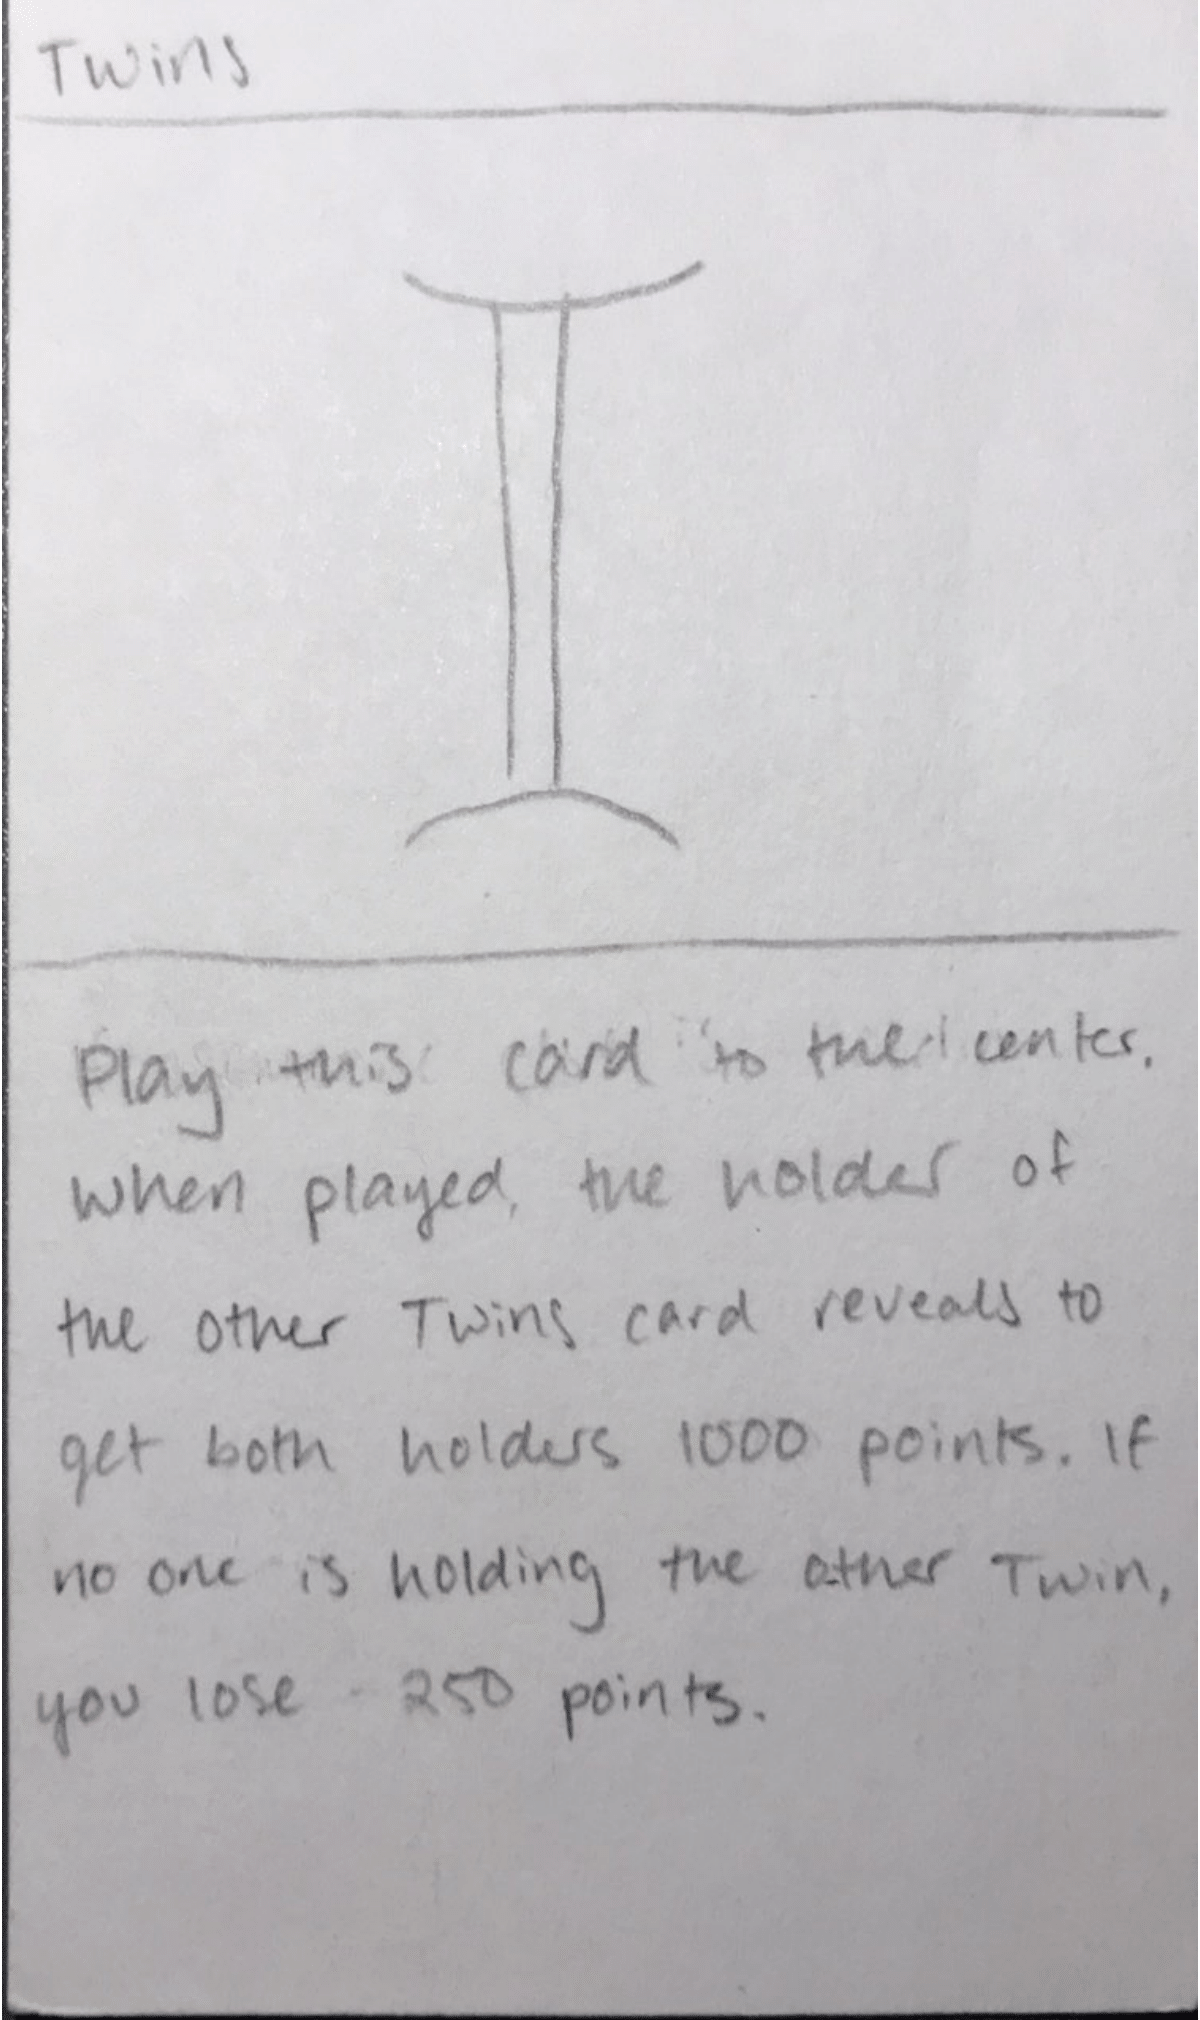 Twins
Play this card to the center.
When played, the holder of
the other Twins card reveals to
get both holders 1000 points. If
no one is holding the other Twin,
you lose - 250 points.